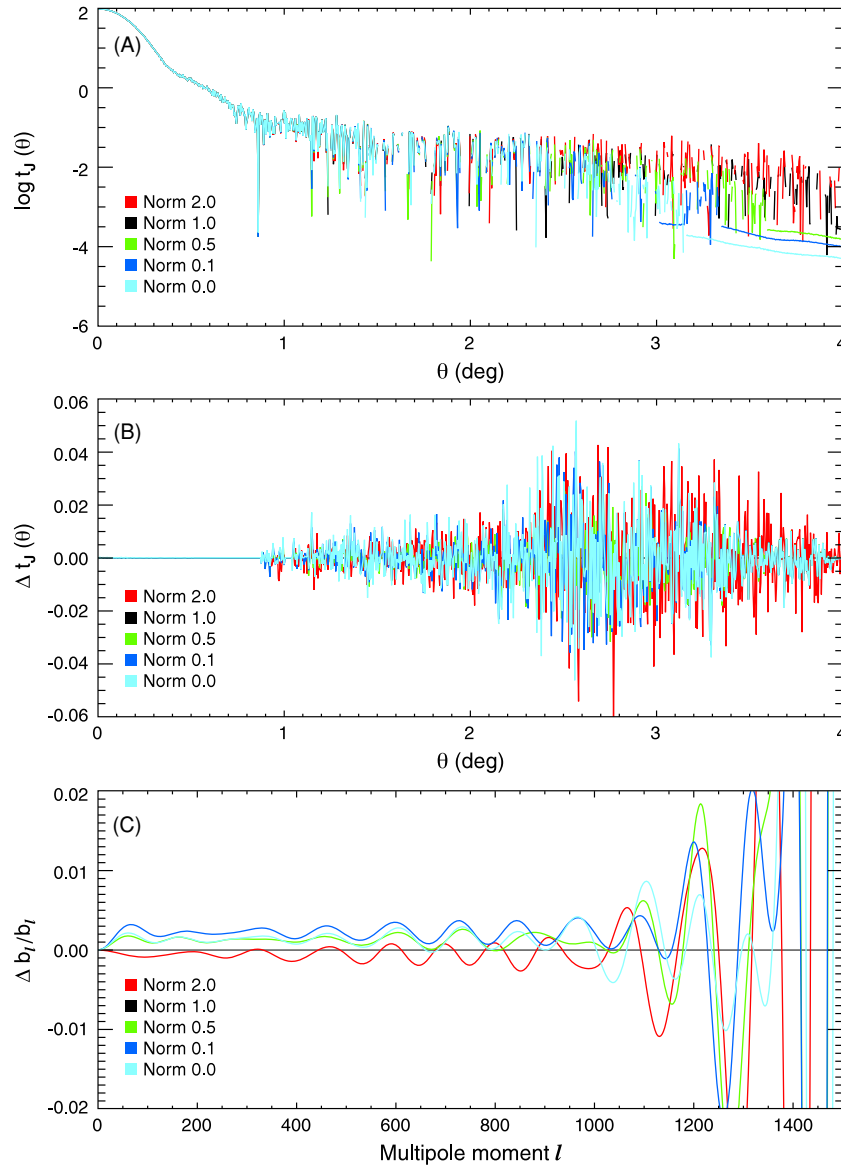 (A)
log t_J (θ)
2
0
-2
-4
-6
Norm 2.0
Norm 1.0
Norm 0.5
Norm 0.1
Norm 0.0
0 1 2 3 4
θ (deg)
(B)
Δ t_J (θ)
0.06
0.04
0.02
0.00
-0.02
-0.04
-0.06
Norm 2.0
Norm 1.0
Norm 0.5
Norm 0.1
Norm 0.0
0 1 2 3 4
θ (deg)
(C)
Δ b_l/b_l
0.02
0.01
0.00
-0.01
-0.02
Norm 2.0
Norm 1.0
Norm 0.5
Norm 0.1
Norm 0.0
0 200 400 600 800 1000 1200 1400
Multipole moment l